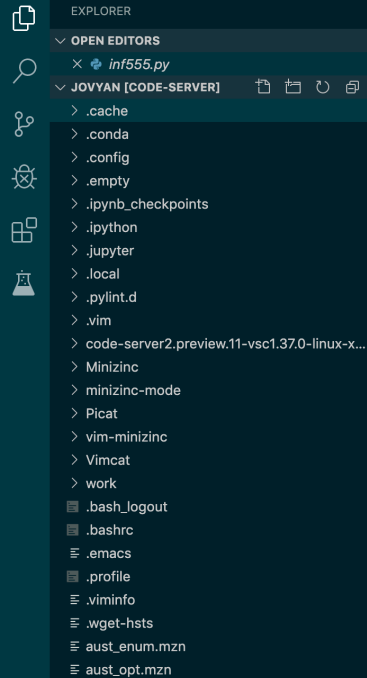 EXPLORER
OPEN EDITORS
inf555.py
JOVYAN [CODE-SERVER]
.cache
.conda
.config
.empty
.ipynb_checkpoints
.ipython
.jupyter
.local
.pylint.d
.vim
code-server2.preview.11-vsc1.37.0-linux-x...
Minizinc
minizinc-mode
Picat
vim-minizinc
Vimcat
work
.bash_logout
.bashrc
.emacs
.profile
.viminfo
.wget-hsts
aust_enum.mzn
aust_opt.mzn